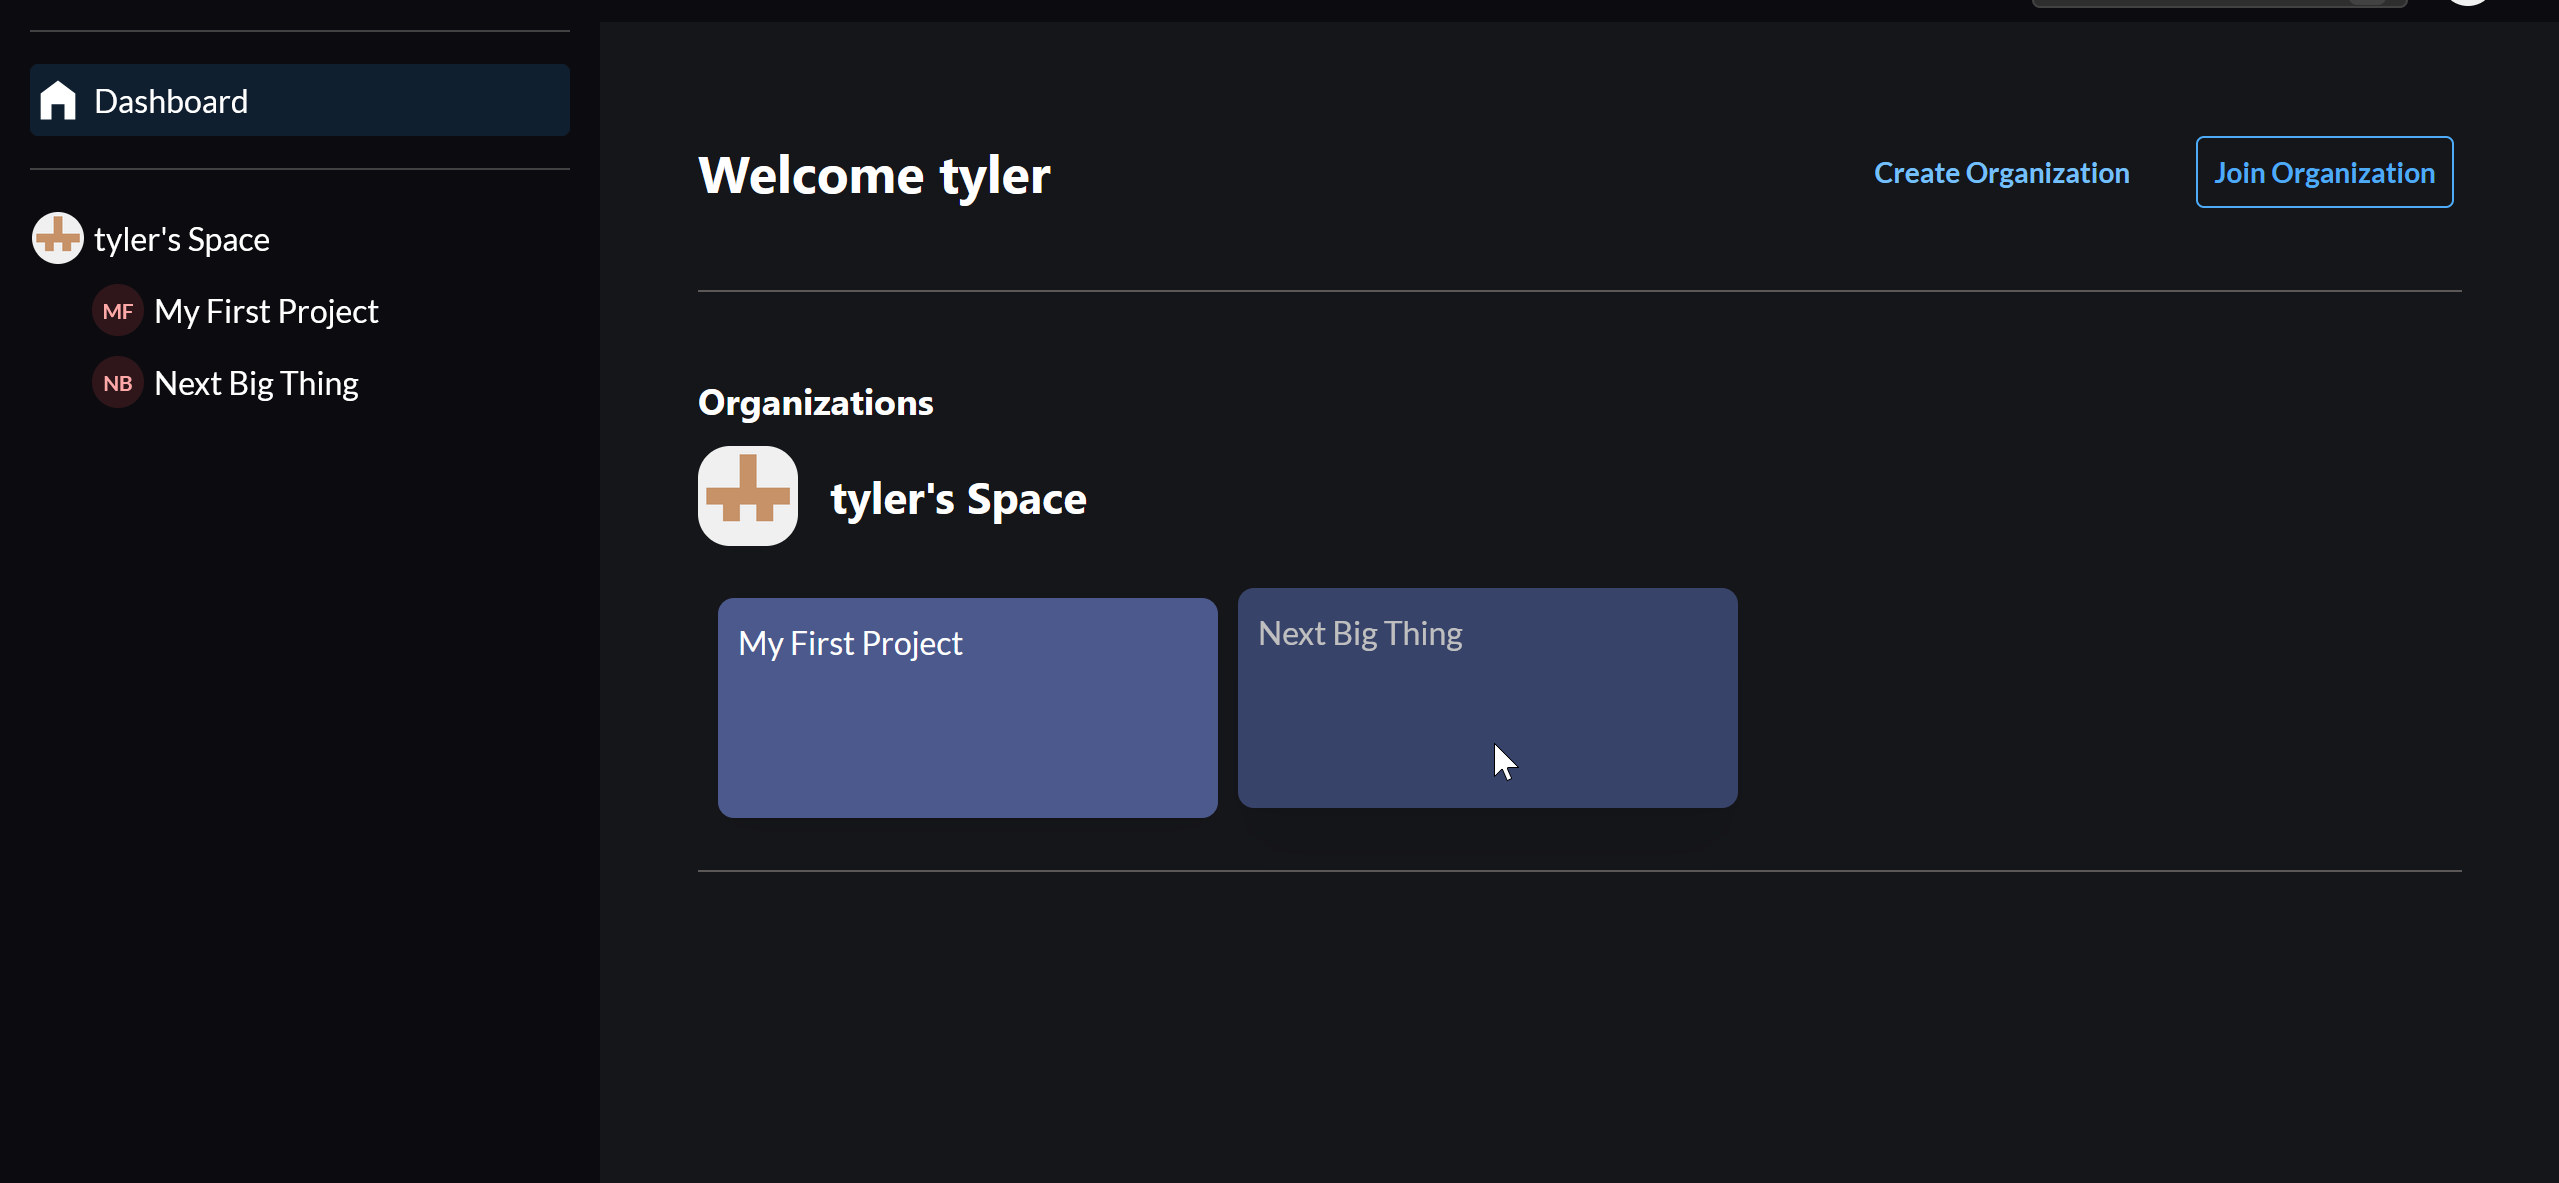 Dashboard
tyler's Space
MF My First Project
NB Next Big Thing
Welcome tyler
Create Organization
Join Organization
Organizations
tyler's Space
My First Project
Next Big Thing